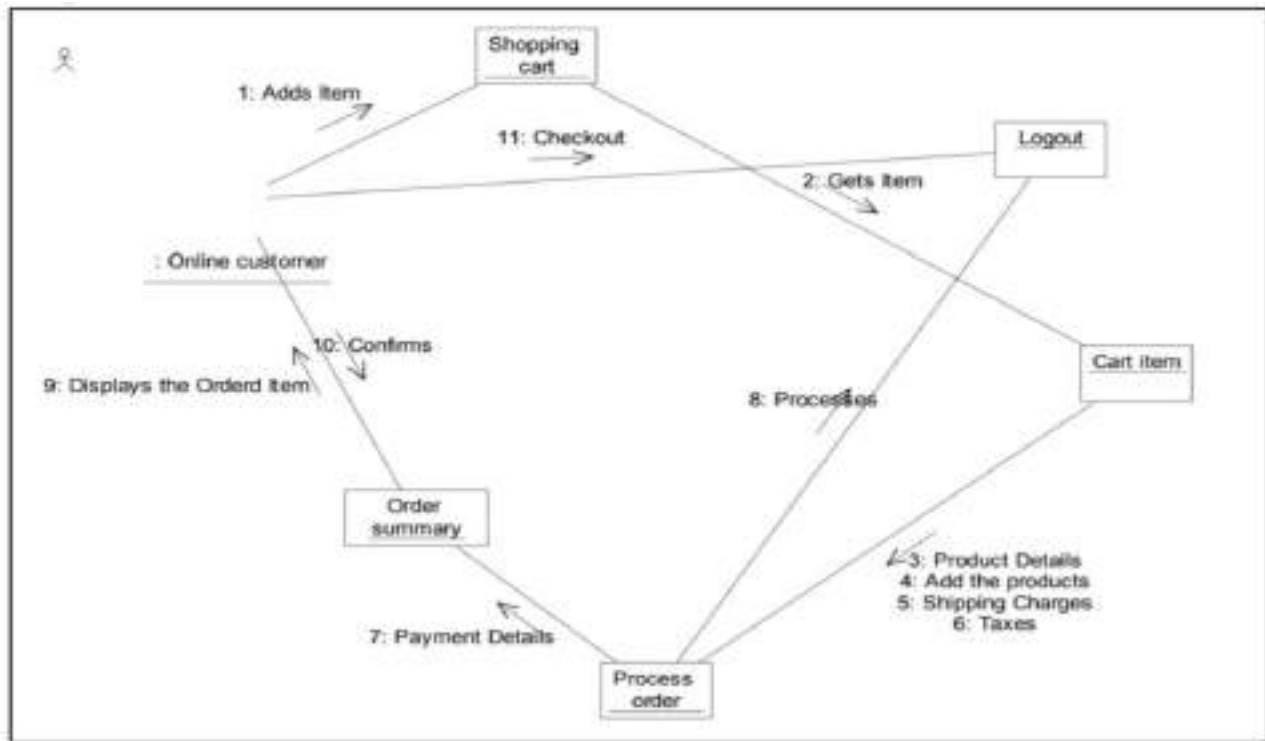 Shopping
cart
1: Adds Item
11: Checkout
Logout
2: Gets Item
: Online customer
10: Confirms
9: Displays the Orderd Item
Cart item
8: Processes
Order
summary
3: Product Details
4: Add the products
5: Shipping Charges
6: Taxes
7: Payment Details
Process
order